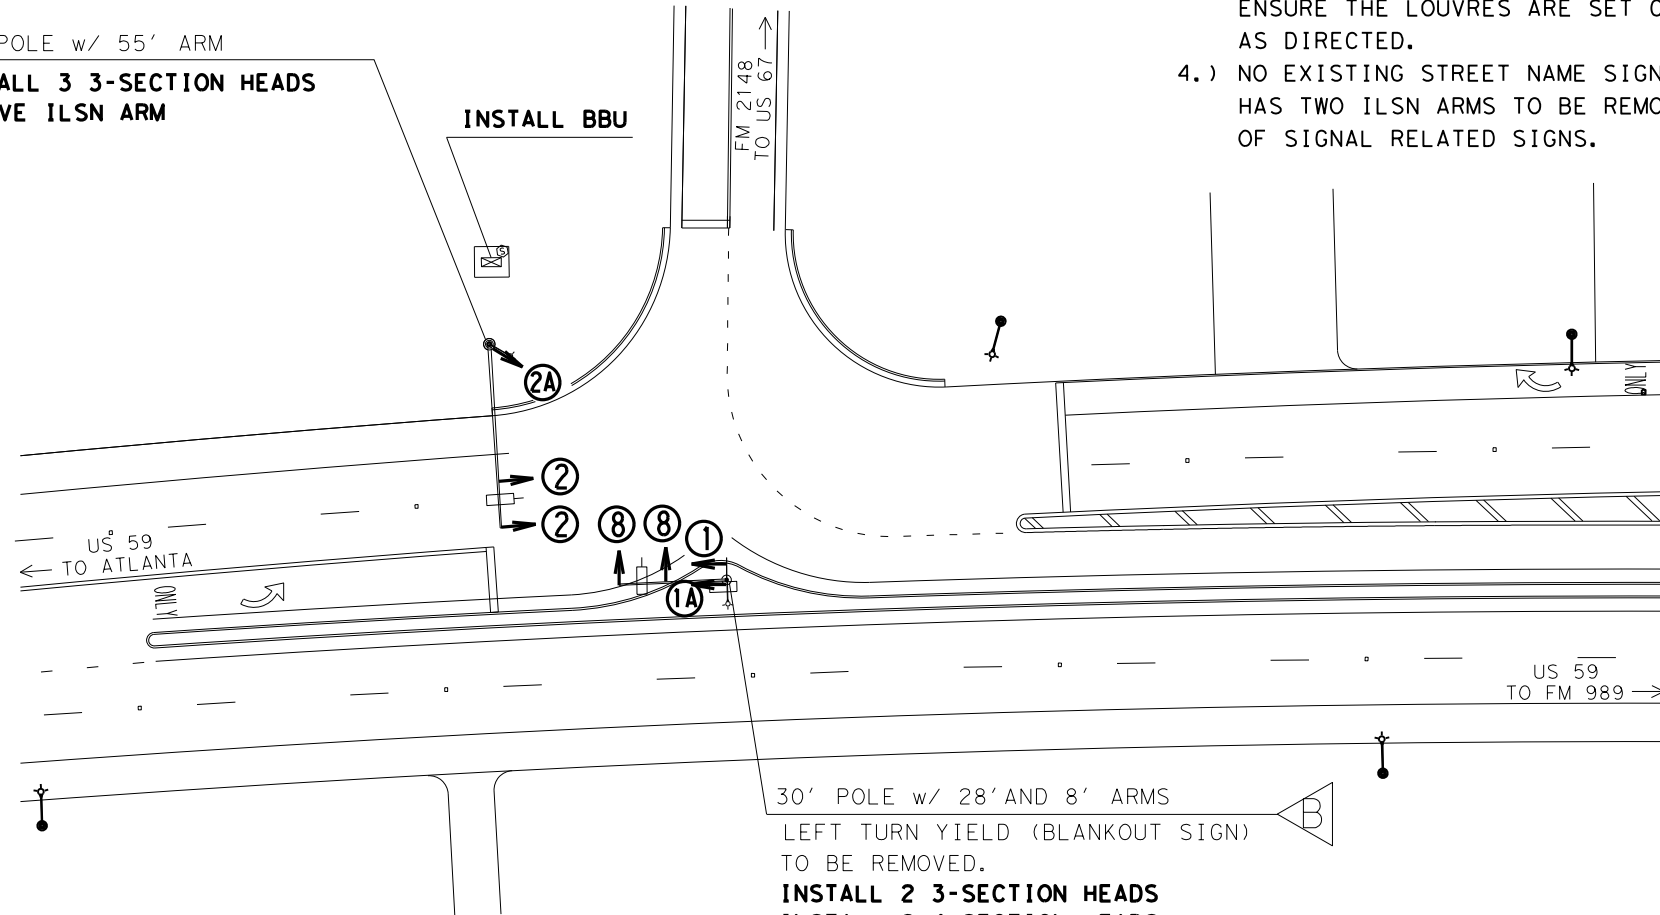 POLE w/ 55' ARM
ALL 3 3-SECTION HEADS
VE ILSN ARM
INSTALL BBU
FM 2148
TO US 67
ENSURE THE LOUVRES ARE SET
AS DIRECTED.
4.) NO EXISTING STREET NAME SIGN
HAS TWO ILSN ARMS TO BE REMO
OF SIGNAL RELATED SIGNS.
S
2A
2
2
8
8
1
1A
US 59
TO ATLANTA
ONLY
ONLY
US 59
TO FM 989
30' POLE w/ 28'AND 8' ARMS
B
LEFT TURN YIELD (BLANKOUT SIGN)
TO BE REMOVED.
INSTALL 2 3-SECTION HEADS